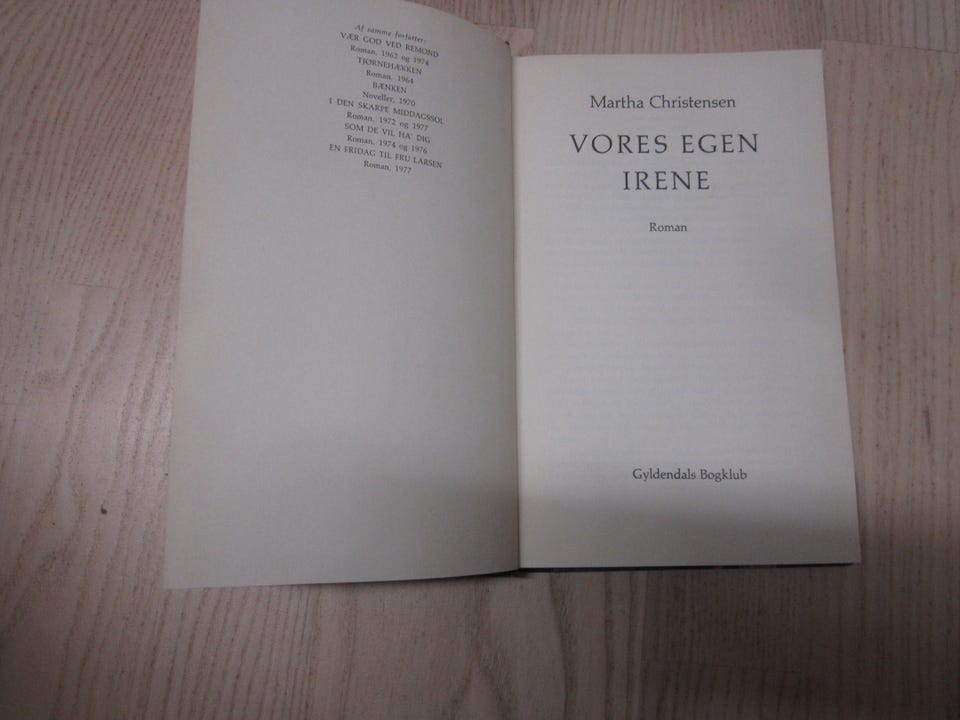 Af samme forfatter:
VÆR GOD VED REMOND
Roman, 1962 og 1974
TJØRNEHÆKKEN
Roman, 1964
BÆNKEN
Noveller, 1970
I DEN SKARPE MIDDAGSSOL
Roman, 1972 og 1977
SOM DE VIL HA' DIG
Roman, 1974 og 1976
EN FRIDAG TIL FRU LARSEN
Roman, 1977
Martha Christensen
VORES EGEN
IRENE
Roman
Gyldendals Bogklub